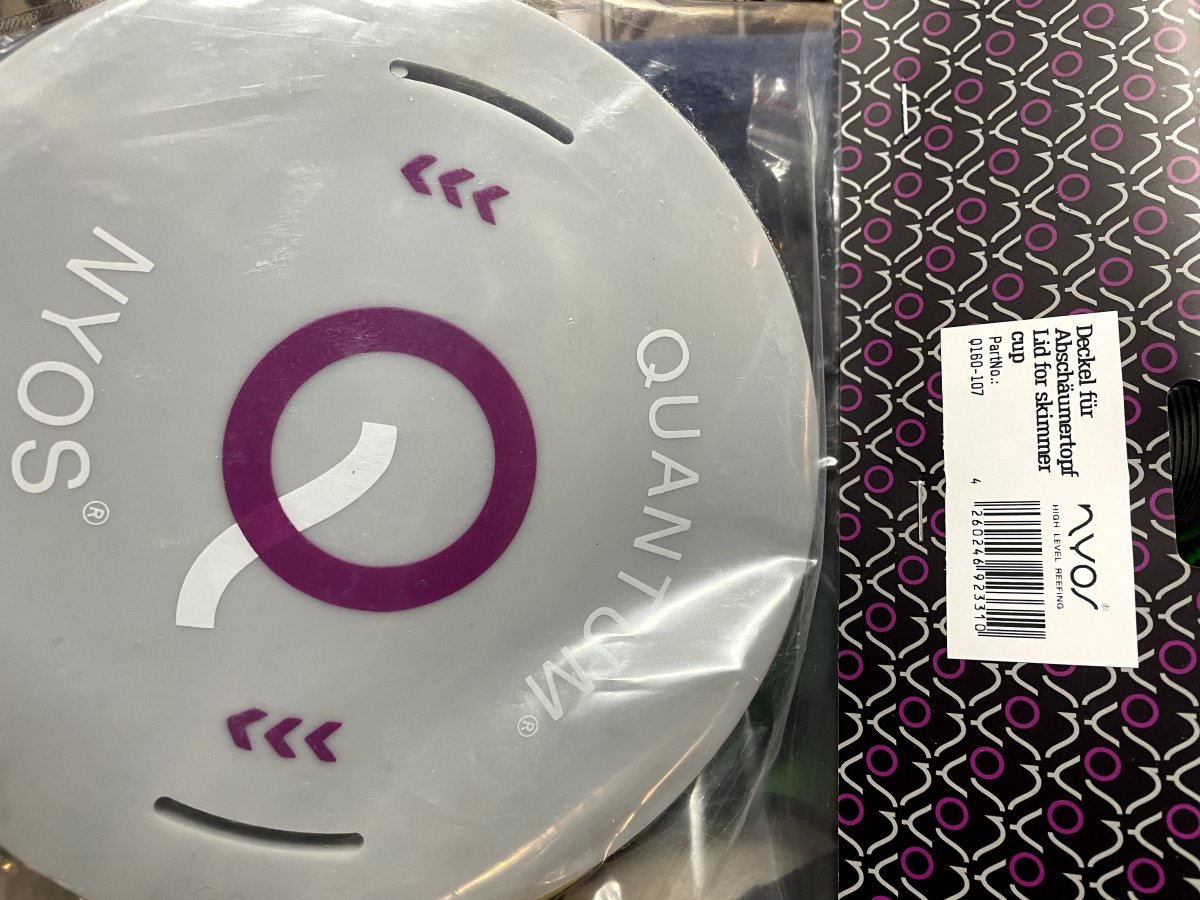 NYOS®
QUANTUM®
Deckel für
Abschäumertopf
Lid for skimmer
cup
PartNo.:
Q160-107
nyos®
HIGH LEVEL REEFING
4 260246 923310